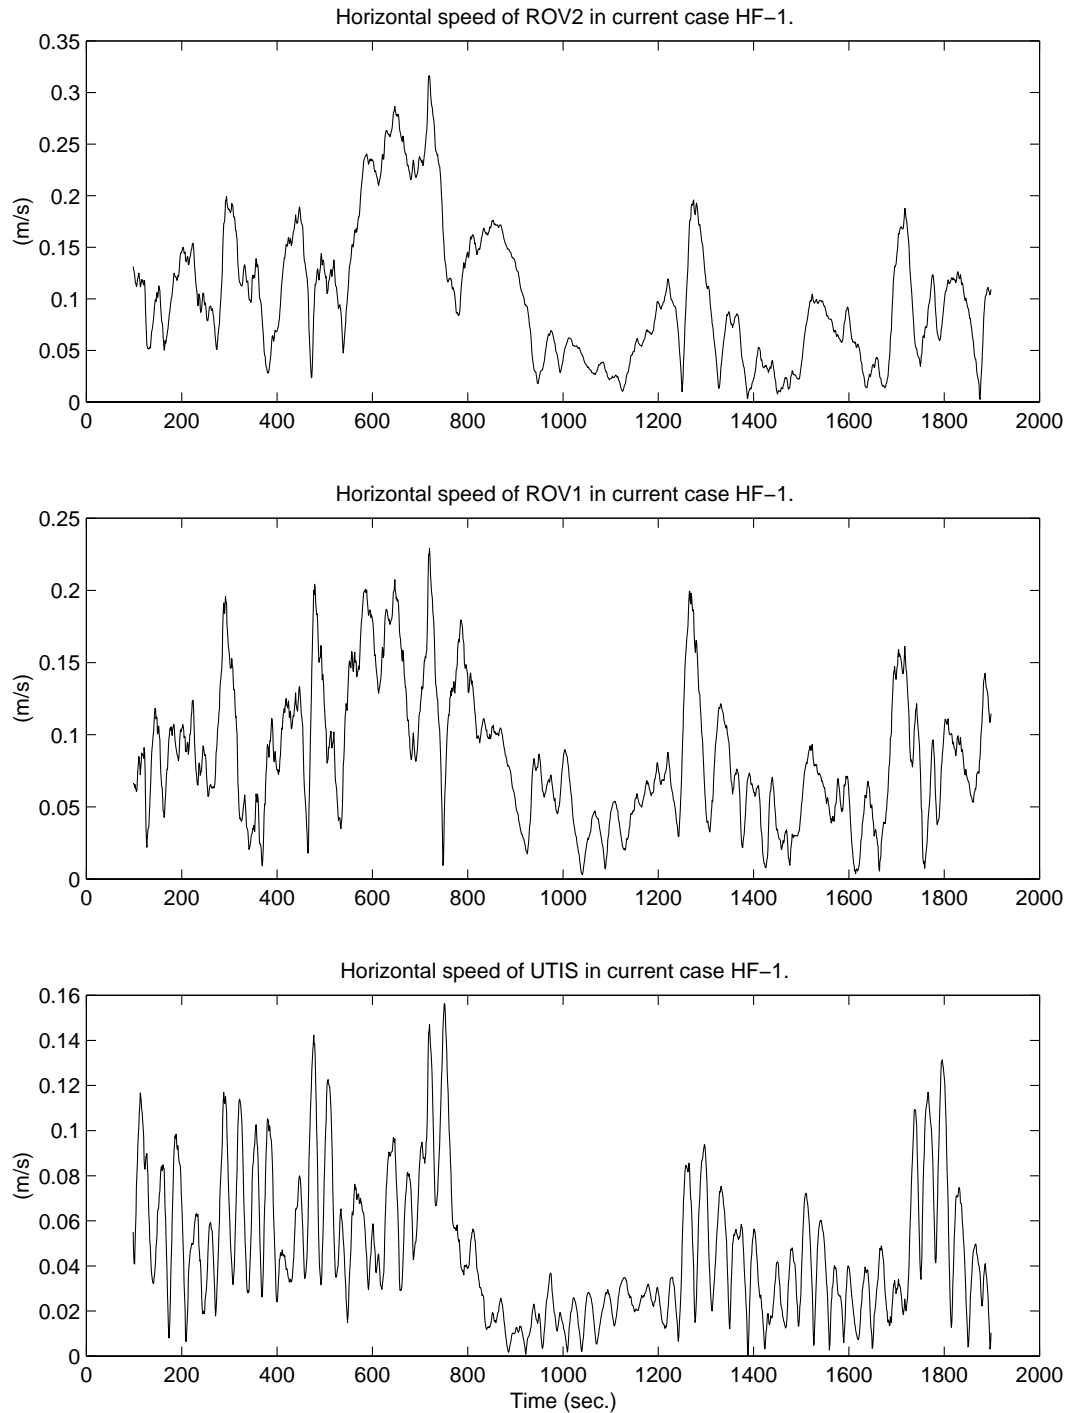 Horizontal speed of ROV2 in current case HF−1.
0.35
0.3
0.25
0.2
0.15
0.1
0.05
0
(m/s)
0 200 400 600 800 1000 1200 1400 1600 1800 2000
Horizontal speed of ROV1 in current case HF−1.
0.25
0.2
0.15
0.1
0.05
0
(m/s)
0 200 400 600 800 1000 1200 1400 1600 1800 2000
Horizontal speed of UTIS in current case HF−1.
0.16
0.14
0.12
0.1
0.08
0.06
0.04
0.02
0
(m/s)
0 200 400 600 800 1000 1200 1400 1600 1800 2000
Time (sec.)